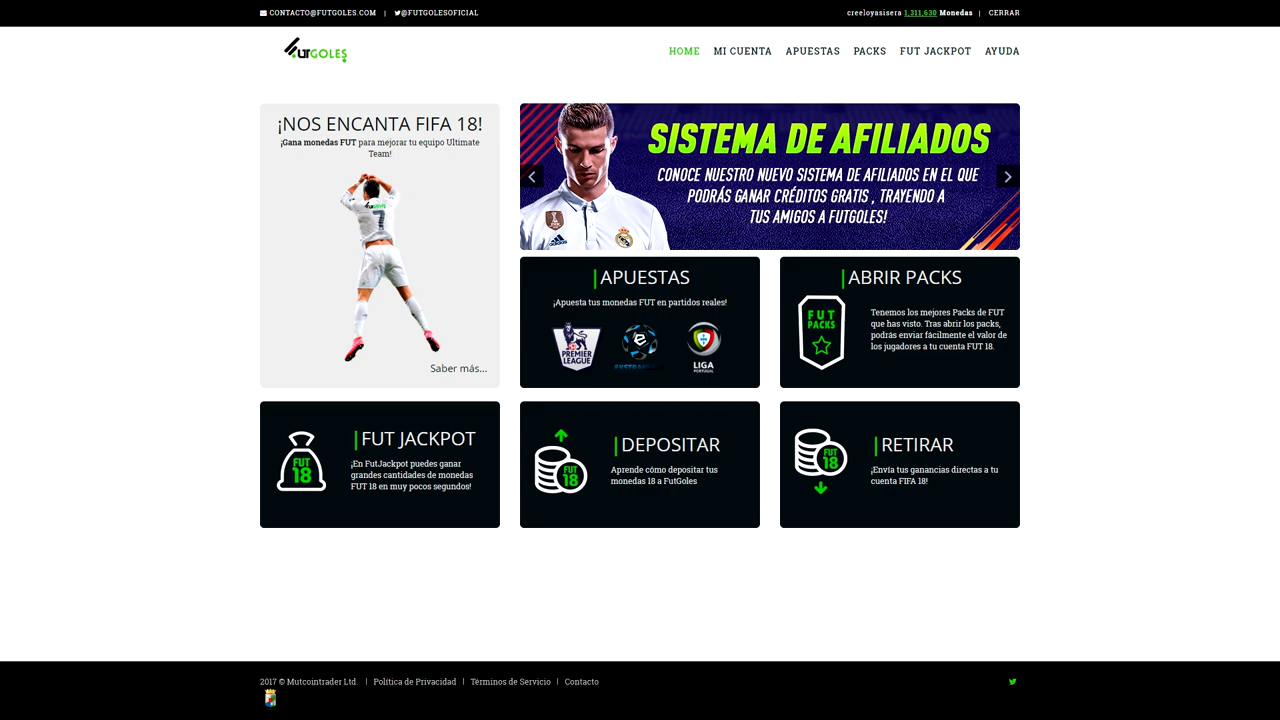 CONTACTO@FUTGOLES.COM | @FUTGOLESOFICIAL
creeloyasisera 1,311,630 Monedas | CERRAR
FUTGOLES
HOME MI CUENTA APUESTAS PACKS FUT JACKPOT AYUDA
¡NOS ENCANTA FIFA 18!
¡Gana monedas FUT para mejorar tu equipo Ultimate
Team!
7
Saber más...
SISTEMA DE AFILIADOS
CONOCE NUESTRO NUEVO SISTEMA DE AFILIADOS EN EL QUE
PODRÁS GANAR CRÉDITOS GRATIS , TRAYENDO A
TUS AMIGOS A FUTGOLES!
|APUESTAS
¡Apuesta tus monedas FUT en partidos reales!
PREMIER
LEAGUE
LIGA
PORTUGAL
|ABRIR PACKS
FUT
PACKS
Tenemos los mejores Packs de FUT
que has visto. Tras abrir los packs,
podrás enviar fácilmente el valor de
los jugadores a tu cuenta FUT 18.
FUT
18
|FUT JACKPOT
¡En FutJackpot puedes ganar
grandes cantidades de monedas
FUT 18 en muy pocos segundos!
FUT
18
|DEPOSITAR
Aprende cómo depositar tus
monedas 18 a FutGoles
FUT
18
|RETIRAR
¡Envía tus ganancias directas a tu
cuenta FIFA 18!
2017 © Mutcointrader Ltd. | Política de Privacidad | Términos de Servicio | Contacto